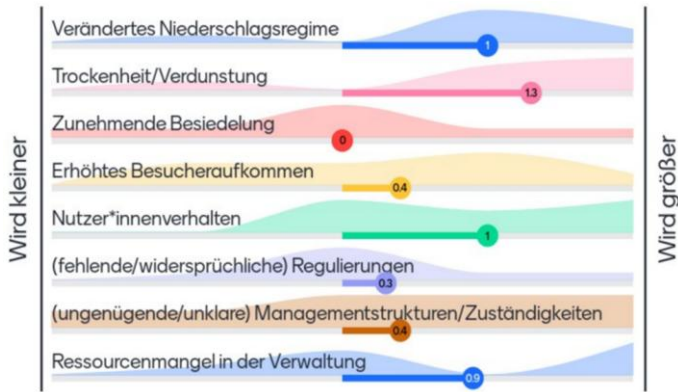 Wird kleiner
Verändertes Niederschlagsregime
1
Trockenheit/Verdunstung
1.3
Zunehmende Besiedelung
0
Erhöhtes Besucheraufkommen
0.4
Nutzer*innenverhalten
1
(fehlende/widersprüchliche) Regulierungen
0.3
(ungenügende/unklare) Managementstrukturen/Zuständigkeiten
0.4
Ressourcenmangel in der Verwaltung
0.9
Wird größer